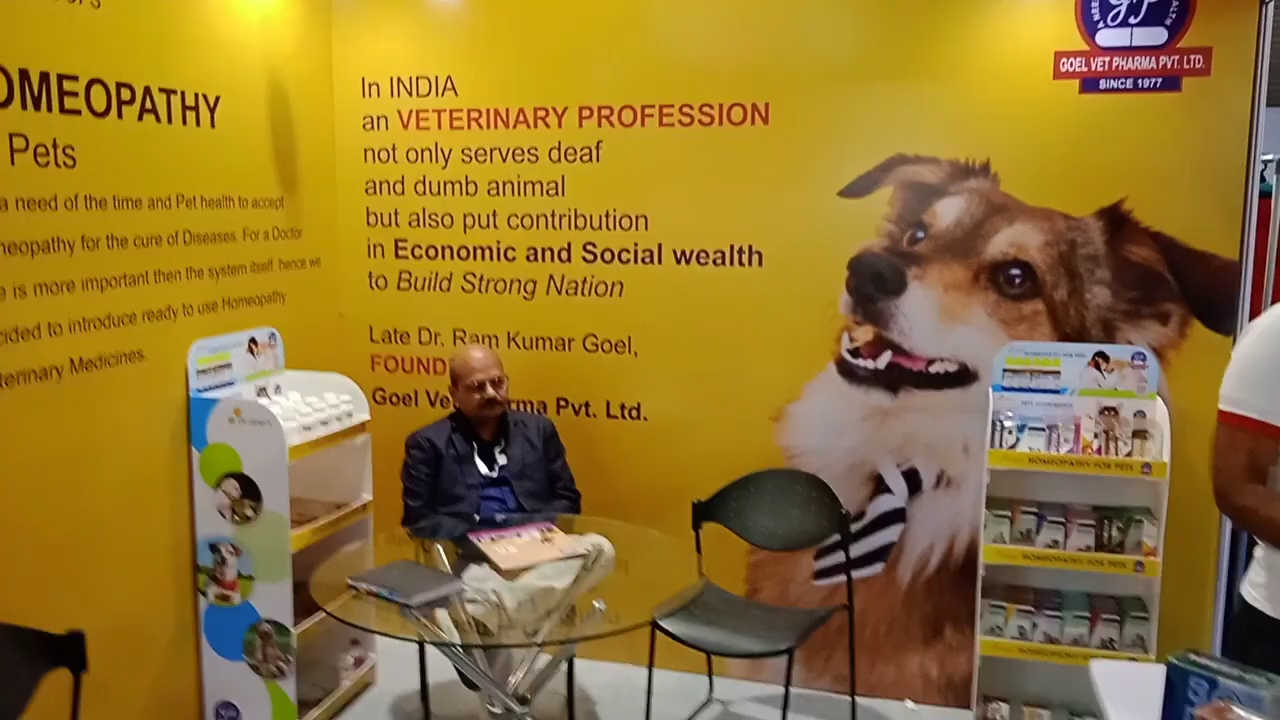 OMEOPATHY
Pets
a need of the time and Pet health to accept
neopathy for the cure of Diseases. For a Doctor
e is more important then the system itself. hence we
cided to introduce ready to use Homeopathy
terinary Medicines.
In INDIA
an VETERINARY PROFESSION
not only serves deaf
and dumb animal
but also put contribution
in Economic and Social wealth
to Build Strong Nation
Late Dr. Ram Kumar Goel,
FOUND
Goel Ve rma Pvt. Ltd.
GOEL VET PHARMA PVT. LTD.
SINCE 1977
HOMEOPATHY FOR PETS
HOMEOPATHY FOR PETS
HOMEOPATHY FOR PETS